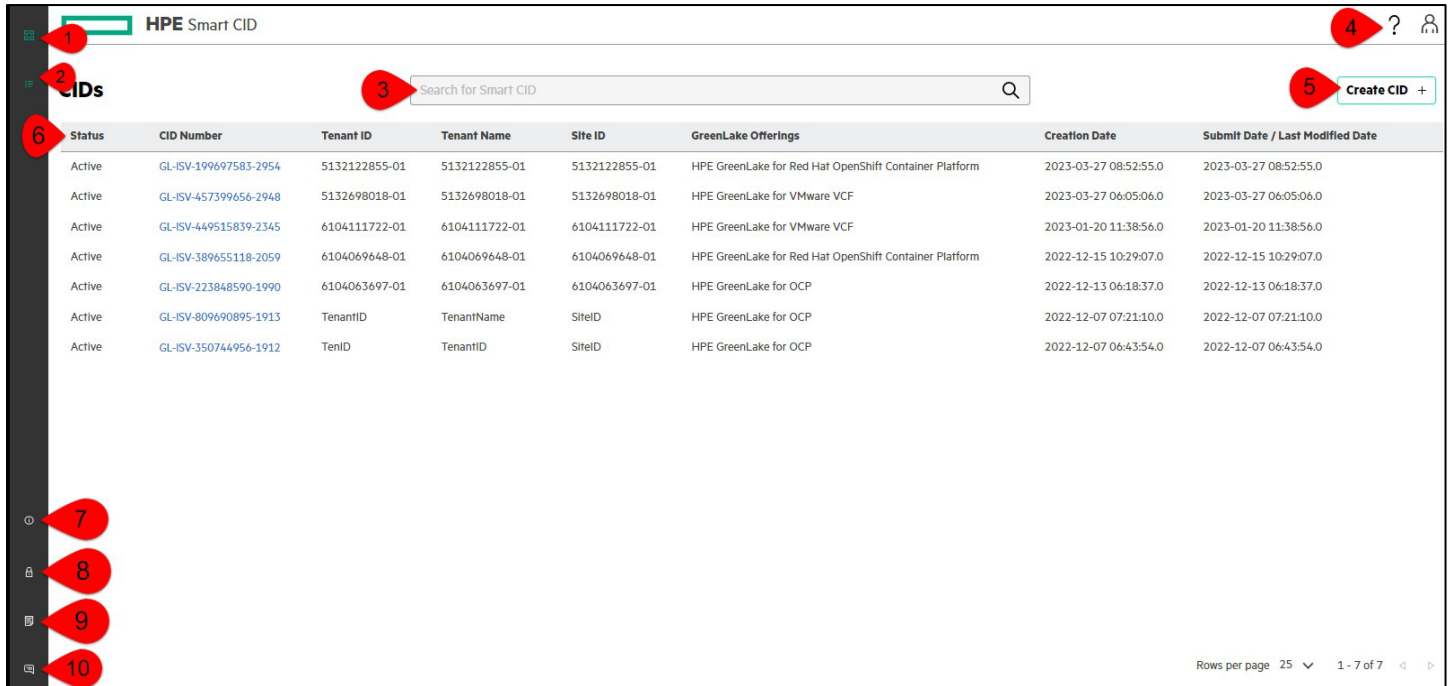 1
HPE Smart CID
4
?
2
CIDs
3
Search for Smart CID
5
Create CID +
6
Status CID Number Tenant ID Tenant Name Site ID GreenLake Offerings Creation Date Submit Date / Last Modified Date
Active GL-ISV-199697583-2954 5132122855-01 5132122855-01 5132122855-01 HPE GreenLake for Red Hat OpenShift Container Platform 2023-03-27 08:52:55.0 2023-03-27 08:52:55.0
Active GL-ISV-457399656-2948 5132698018-01 5132698018-01 5132698018-01 HPE GreenLake for VMware VCF 2023-03-27 06:05:06.0 2023-03-27 06:05:06.0
Active GL-ISV-449515839-2345 6104111722-01 6104111722-01 6104111722-01 HPE GreenLake for VMware VCF 2023-01-20 11:38:56.0 2023-01-20 11:38:56.0
Active GL-ISV-389655118-2059 6104069648-01 6104069648-01 6104069648-01 HPE GreenLake for Red Hat OpenShift Container Platform 2022-12-15 10:29:07.0 2022-12-15 10:29:07.0
Active GL-ISV-223848590-1990 6104063697-01 6104063697-01 6104063697-01 HPE GreenLake for OCP 2022-12-13 06:18:37.0 2022-12-13 06:18:37.0
Active GL-ISV-809690895-1913 TenantID TenantName SiteID HPE GreenLake for OCP 2022-12-07 07:21:10.0 2022-12-07 07:21:10.0
Active GL-ISV-350744956-1912 TenID TenantID SiteID HPE GreenLake for OCP 2022-12-07 06:43:54.0 2022-12-07 06:43:54.0
7
8
9
10
Rows per page 25 1 - 7 of 7